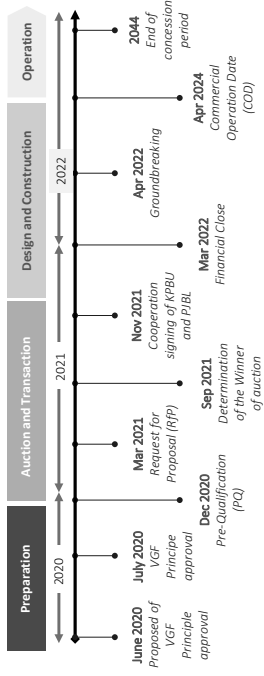 Preparation
Auction and Transaction
Design and Construction
Operation
2020
2021
2022
June 2020
Proposed of
VGF
Principle
approval
July 2020
VGF
Principe
approval
Dec 2020
Pre-Qualification
(PQ)
Mar 2021
Request for
Proposal (RfP)
Sep 2021
Determination
of the Winner
of auction
Nov 2021
Cooperation
signing of KPBU
and PJBL
Mar 2022
Financial Close
Apr 2022
Groundbreaking
Apr 2024
Commercial
Operation Date
(COD)
2044
End of
concession
period